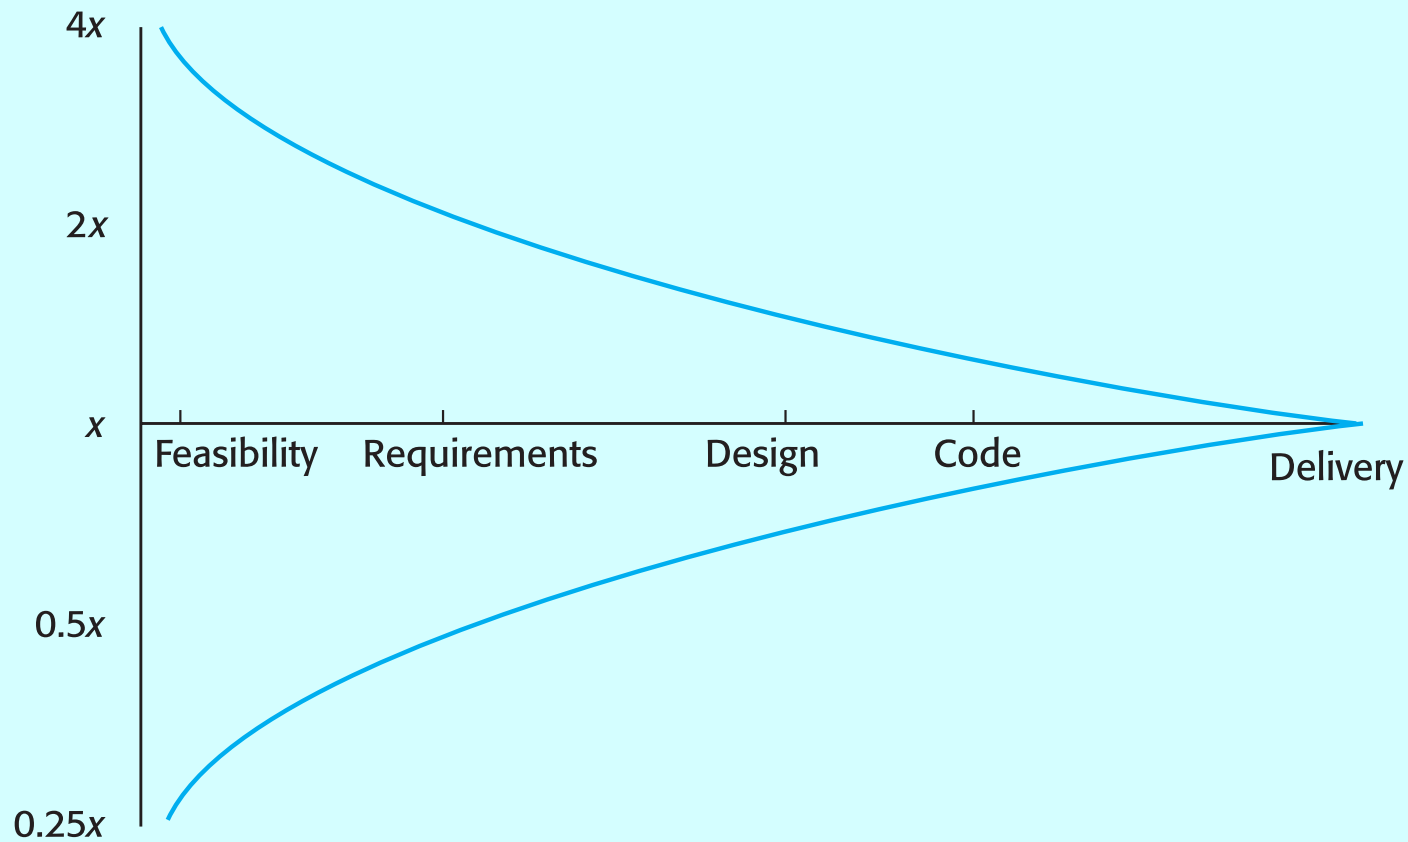 4x
2x
x
Feasibility Requirements Design Code Delivery
0.5x
0.25x